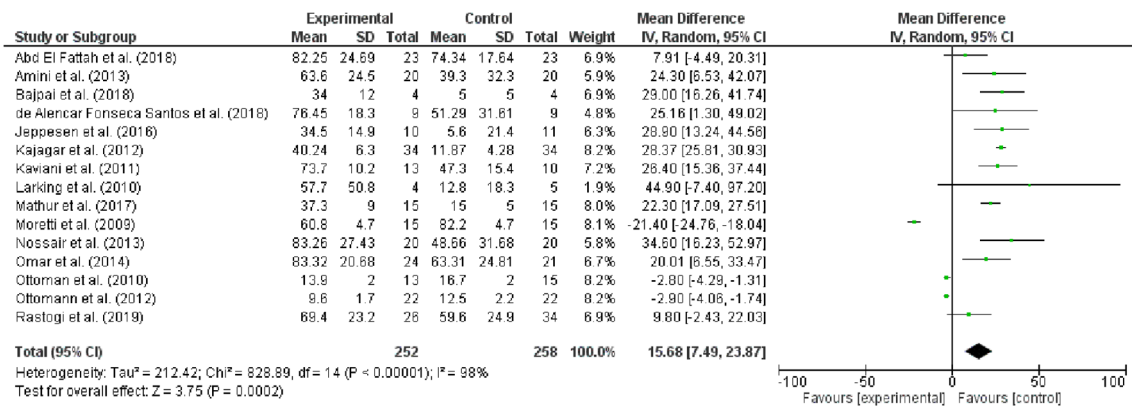 Experimental Control Mean Difference Mean Difference
Study or Subgroup Mean SD Total Mean SD Total Weight IV, Random, 95% CI IV, Random, 95% CI
Abd El Fattah et al. (2018) 82.25 24.69 23 74.34 17.64 23 6.9% 7.91 [-4.49, 20.31]
Amini et al. (2013) 63.6 24.5 20 39.3 32.3 20 6.0% 24.30 [6.53, 42.07]
Bajpai et al. (2018) 34 12 4 5 5 4 6.9% 29.00 [16.26, 41.74]
de Alencar Fonseca Santos et al. (2018) 76.45 18.3 9 51.29 31.61 9 4.8% 25.16 [1.30, 49.02]
Jeppesen et al. (2016) 34.5 14.9 10 5.6 21.4 11 6.4% 28.90 [13.24, 44.56]
Kajagar et al. (2012) 40.24 6.3 34 11.87 4.28 34 8.1% 28.37 [25.81, 30.93]
Kaviani et al. (2011) 73.7 10.2 13 47.3 15.4 10 7.1% 26.40 [15.36, 37.44]
Larking et al. (2010) 57.7 50.8 4 12.8 18.3 5 1.9% 44.90 [-7.40, 97.20]
Mathur et al. (2017) 37.3 9 15 15 5 15 8.0% 22.30 [17.09, 27.51]
Moretti et al. (2009) 60.8 4.7 15 82.2 4.7 15 8.1% -21.40 [-24.76, -18.04]
Nossair et al. (2013) 83.26 27.43 20 48.66 31.68 20 5.8% 34.60 [16.23, 52.97]
Omar et al. (2014) 83.32 20.68 24 63.31 24.81 21 6.7% 20.01 [6.55, 33.47]
Ottoman et al. (2010) 13.9 2 13 16.7 2 15 8.2% -2.80 [-4.29, -1.31]
Ottomann et al. (2012) 9.6 1.7 22 12.5 2.2 22 8.2% -2.90 [-4.06, -1.74]
Rastogi et al. (2019) 69.4 23.2 26 59.6 24.9 34 6.9% 9.80 [-2.43, 22.03]
Total (95% CI) 252 258 100.0% 15.68 [7.49, 23.87]
Heterogeneity: Tau² = 212.42; Chi² = 828.89, df = 14 (P < 0.00001); I² = 98%
Test for overall effect: Z = 3.75 (P = 0.0002)
-100 -50 0 50 100
Favours [experimental] Favours [control]